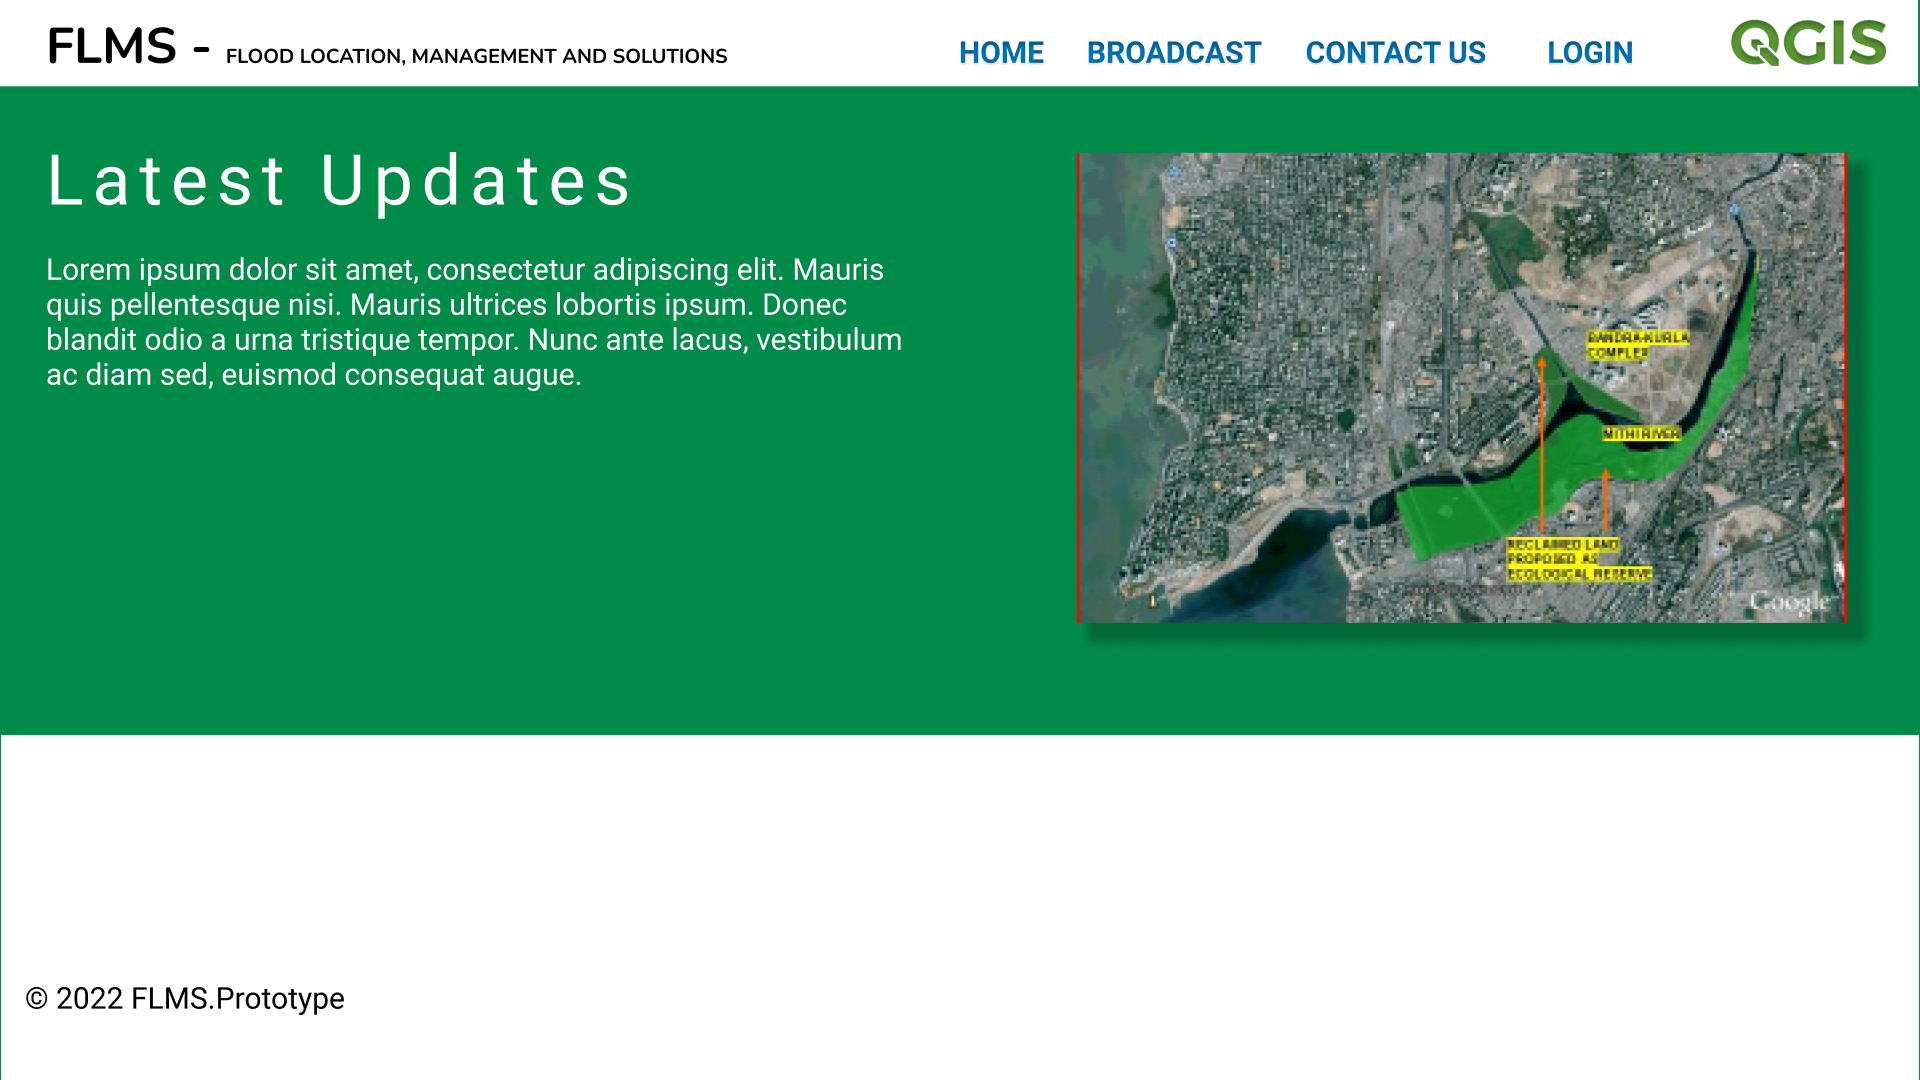 FLMS - FLOOD LOCATION, MANAGEMENT AND SOLUTIONS
HOME BROADCAST CONTACT US LOGIN QGIS
Latest Updates
Lorem ipsum dolor sit amet, consectetur adipiscing elit. Mauris
quis pellentesque nisi. Mauris ultrices lobortis ipsum. Donec
blandit odio a urna tristique tempor. Nunc ante lacus, vestibulum
ac diam sed, euismod consequat augue.
BANDRA-KURLA
COMPLEX
MITHI RIVER
RECLAIMED LAND
PROPOSED AS
ECOLOGICAL RESERVE
Google
© 2022 FLMS.Prototype